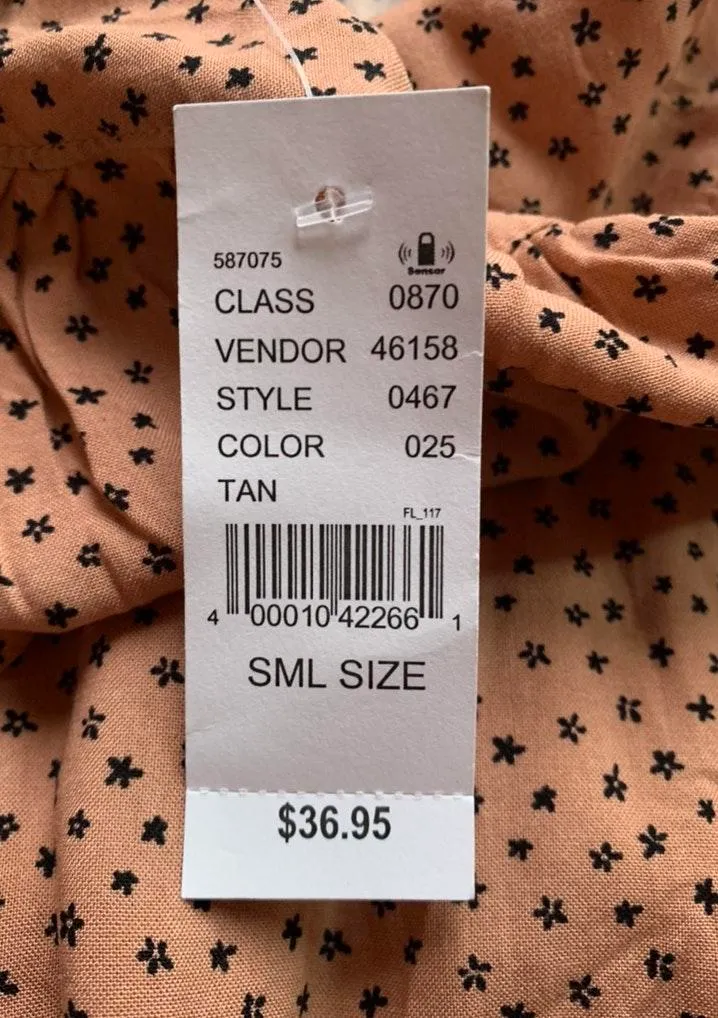 587075
Sensor
CLASS 0870
VENDOR 46158
STYLE 0467
COLOR 025
TAN
FL_117
4 00010 42266 1
SML SIZE
$36.95